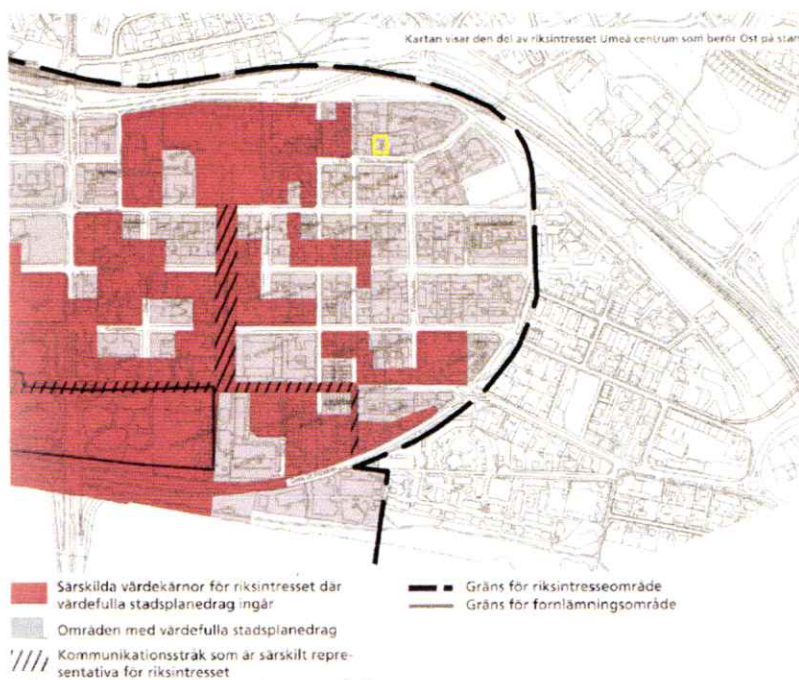 Kartan visar den del av riksintresset Umeå centrum som berör Öst på stan
Särskilda värdekärnor för riksintresset där
värdefulla stadsplanedrag ingår
Områden med värdefulla stadsplanedrag
Kommunikationsstråk som är särskilt repre-
sentativa för riksintresset
Gräns för riksintresseområde
Gräns för fornlämningsområde